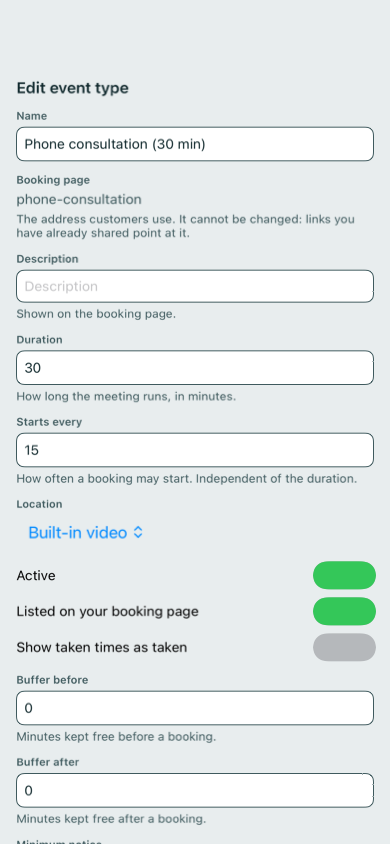 Edit event type
Name
Phone consultation (30 min)
Booking page
phone-consultation
The address customers use. It cannot be changed: links you
have already shared point at it.
Description
Description
Shown on the booking page.
Duration
30
How long the meeting runs, in minutes.
Starts every
15
How often a booking may start. Independent of the duration.
Location
Built-in video
Active
Listed on your booking page
Show taken times as taken
Buffer before
0
Minutes kept free before a booking.
Buffer after
0
Minutes kept free after a booking.